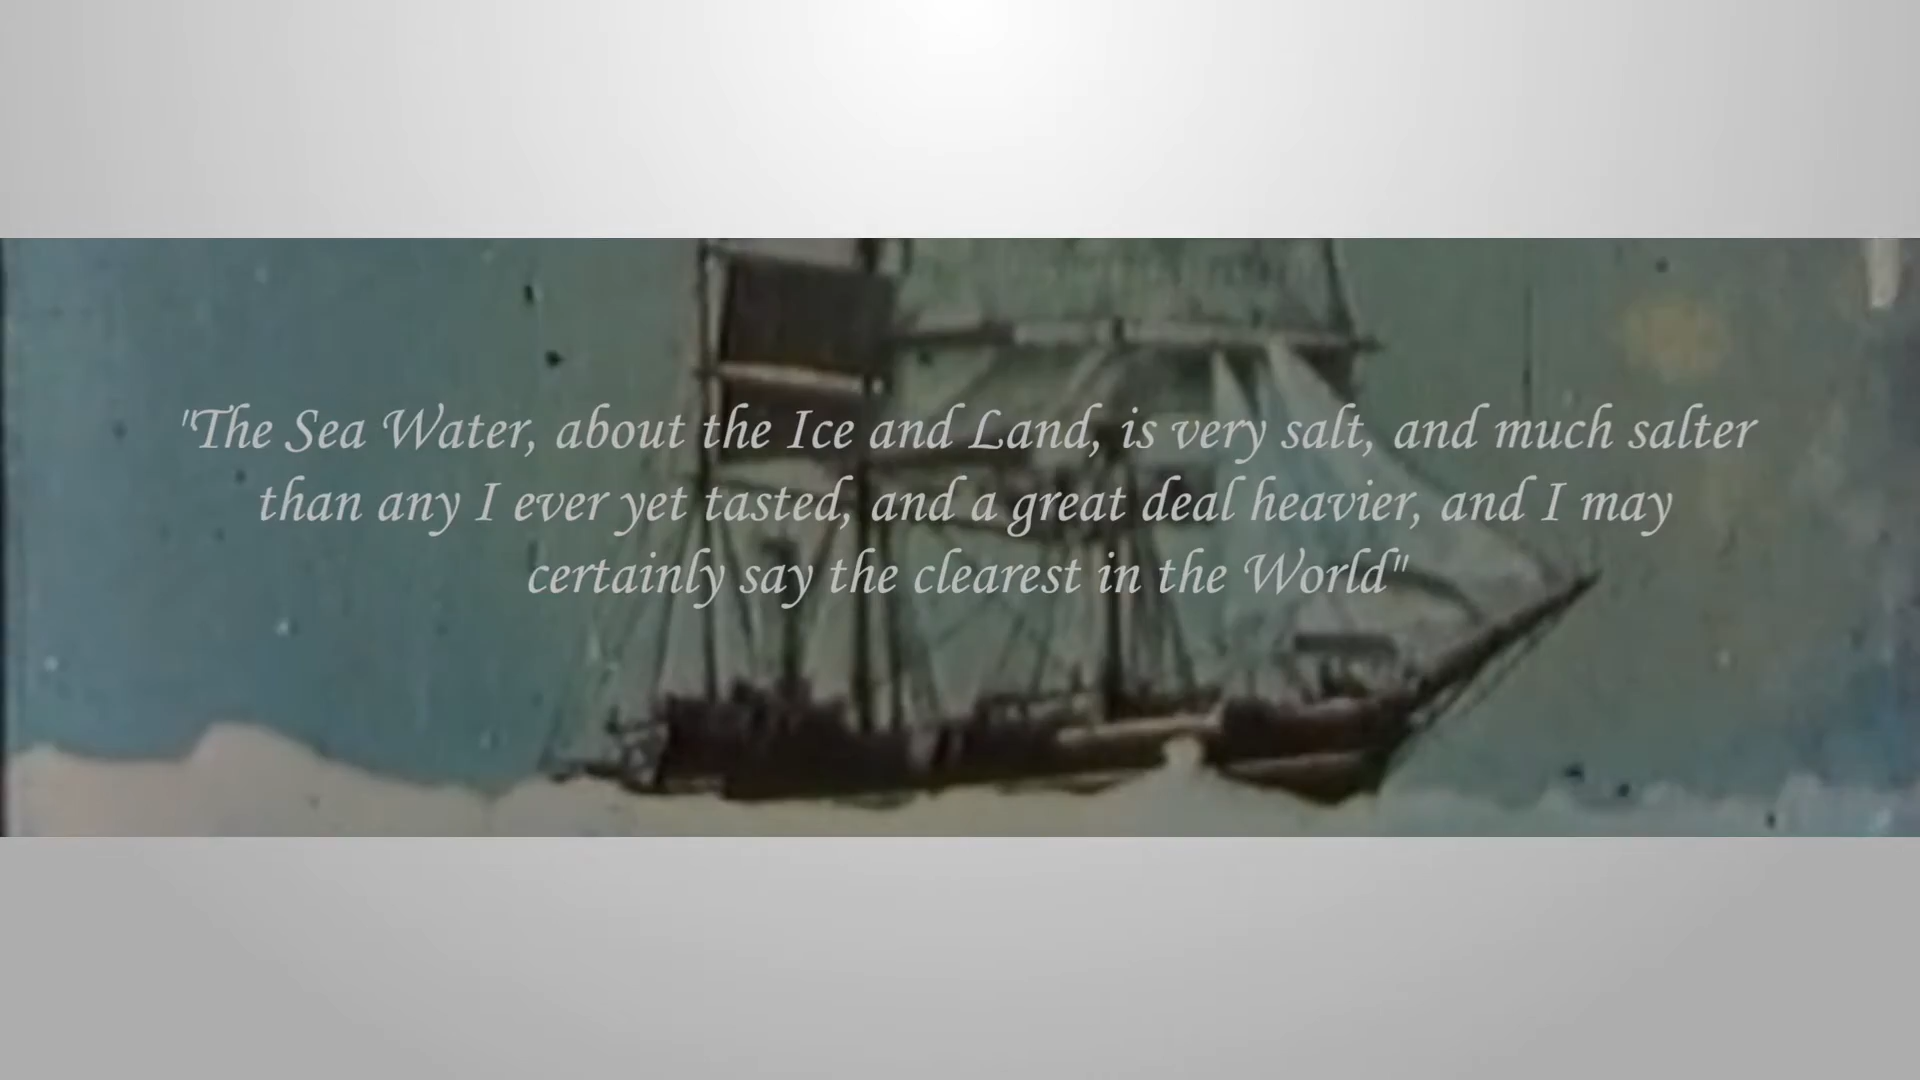 "The Sea Water, about the Ice and Land, is very salt, and much salter
than any I ever yet tasted, and a great deal heavier, and I may
certainly say the clearest in the World"